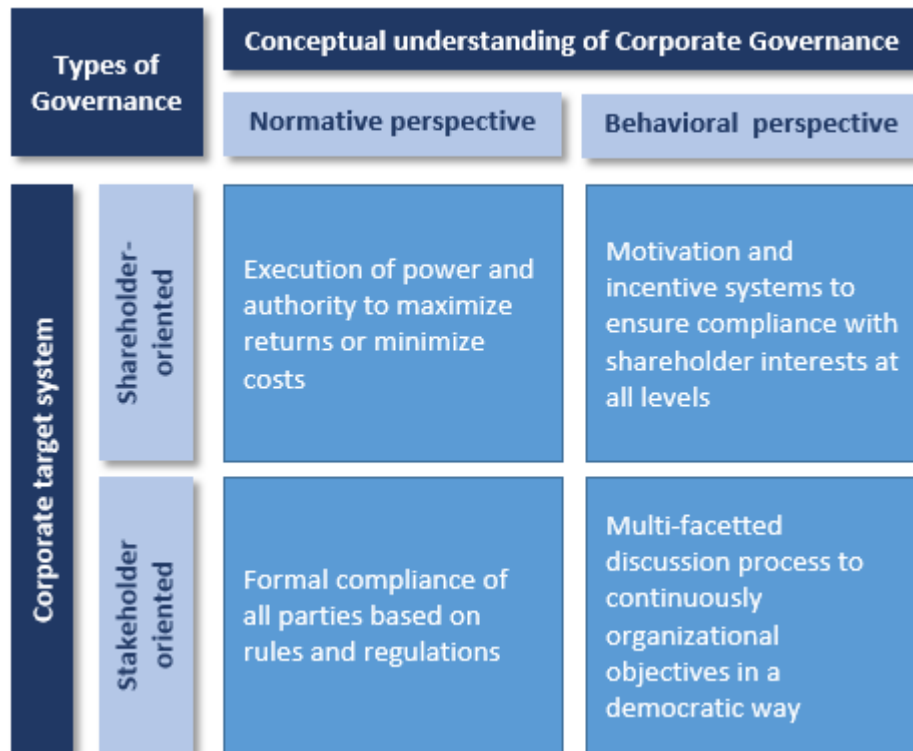 Types of
Governance
Conceptual understanding of Corporate Governance
Normative perspective
Behavioral perspective
Corporate target system
Shareholder-
oriented
Execution of power and
authority to maximize
returns or minimize
costs
Motivation and
incentive systems to
ensure compliance with
shareholder interests at
all levels
Stakeholder
oriented
Formal compliance of
all parties based on
rules and regulations
Multi-facetted
discussion process to
continuously
organizational
objectives in a
democratic way